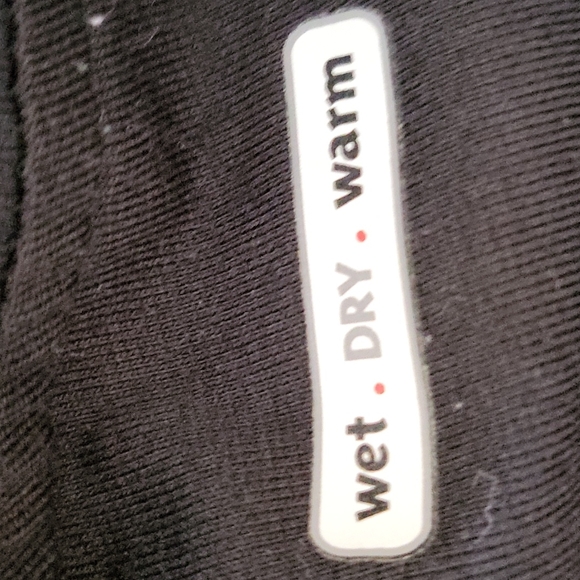 wet . DRY . warm